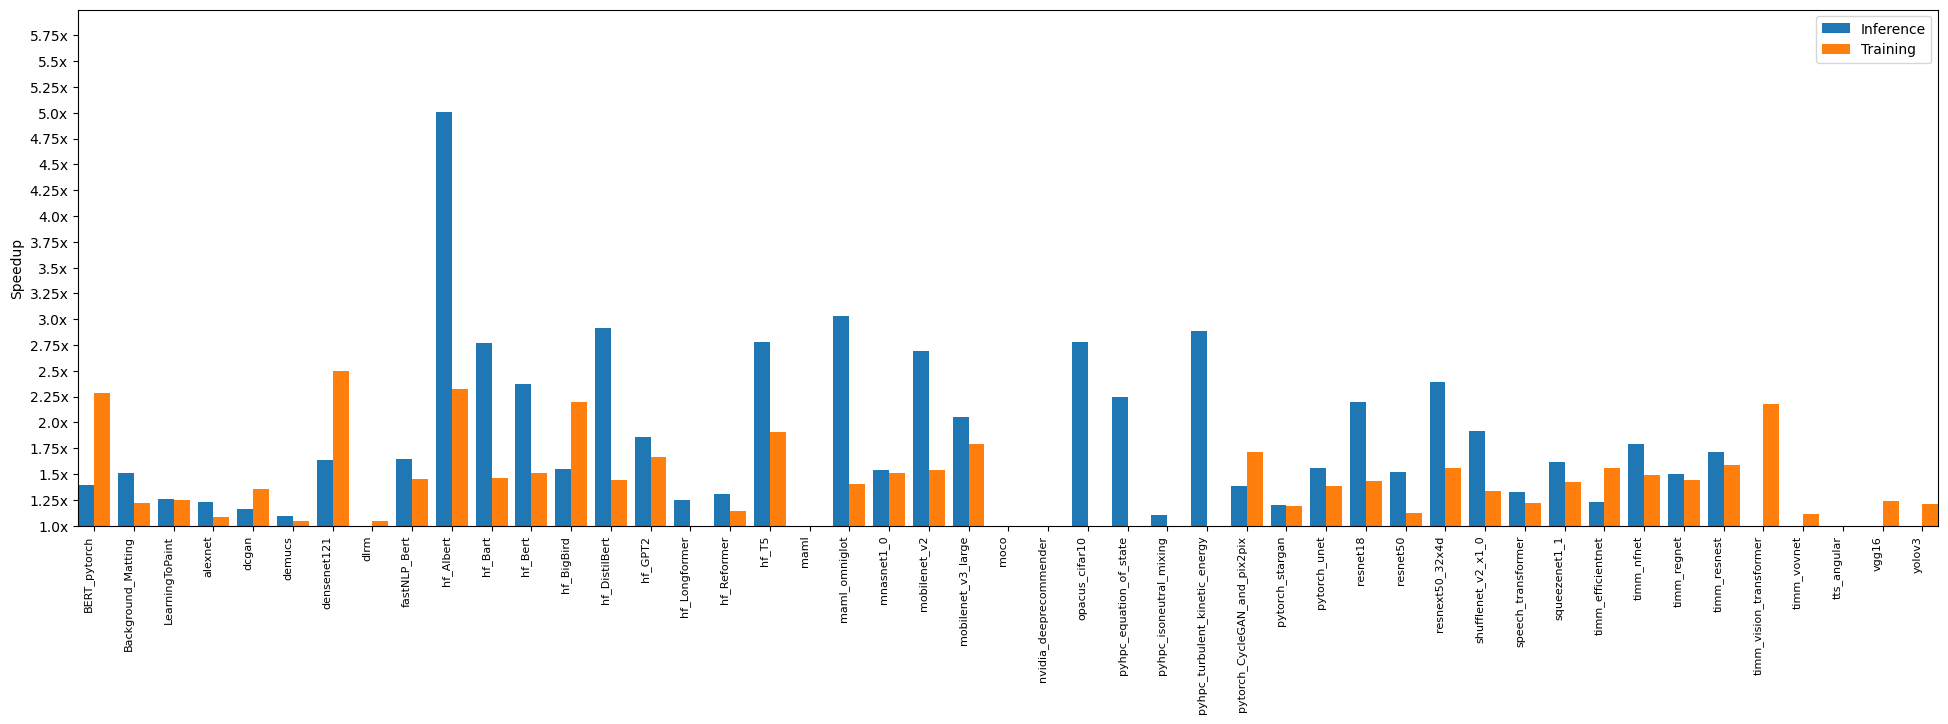 Inference
Training
5.75x
5.5x
5.25x
5.0x
4.75x
4.5x
4.25x
4.0x
3.75x
3.5x
3.25x
3.0x
2.75x
2.5x
2.25x
2.0x
1.75x
1.5x
1.25x
1.0x
Speedup
BERT_pytorch
Background_Matting
LearningToPaint
alexnet
dcgan
demucs
densenet121
dlrm
fastNLP_Bert
hf_Albert
hf_Bart
hf_Bert
hf_BigBird
hf_DistilBert
hf_GPT2
hf_Longformer
hf_Reformer
hf_T5
maml
maml_omniglot
mnasnet1_0
mobilenet_v2
mobilenet_v3_large
moco
nvidia_deeprecommender
opacus_cifar10
pyhpc_equation_of_state
pyhpc_isoneutral_mixing
pyhpc_turbulent_kinetic_energy
pytorch_CycleGAN_and_pix2pix
pytorch_stargan
pytorch_unet
resnet18
resnet50
resnext50_32x4d
shufflenet_v2_x1_0
speech_transformer
squeezenet1_1
timm_efficientnet
timm_nfnet
timm_regnet
timm_resnest
timm_vision_transformer
timm_vovnet
tts_angular
vgg16
yolov3